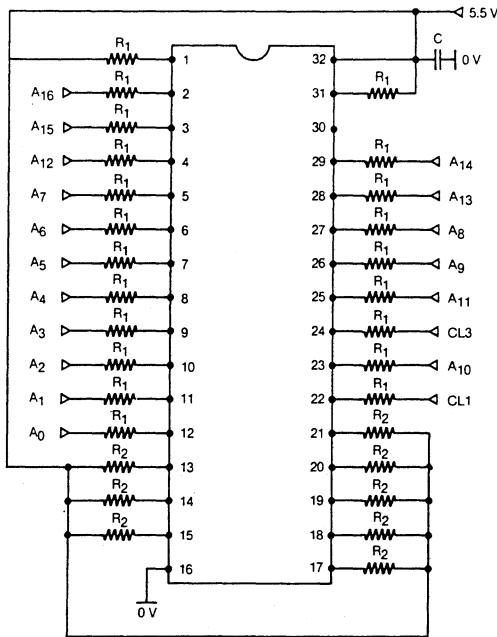 5.5 V
C
0 V
R1 1 32
A16 R1 2 31 R1
A15 R1 3 30
A12 R1 4 29 R1 A14
A7 R1 5 28 R1 A13
A6 R1 6 27 R1 A8
A5 R1 7 26 R1 A9
A4 R1 8 25 R1 A11
A3 R1 9 24 R1 CL3
A2 R1 10 23 R1 A10
A1 R1 11 22 R1 CL1
A0 R1 12 21 R2
R2 13 20 R2
R2 14 19 R2
R2 15 18 R2
16 17 R2
0 V